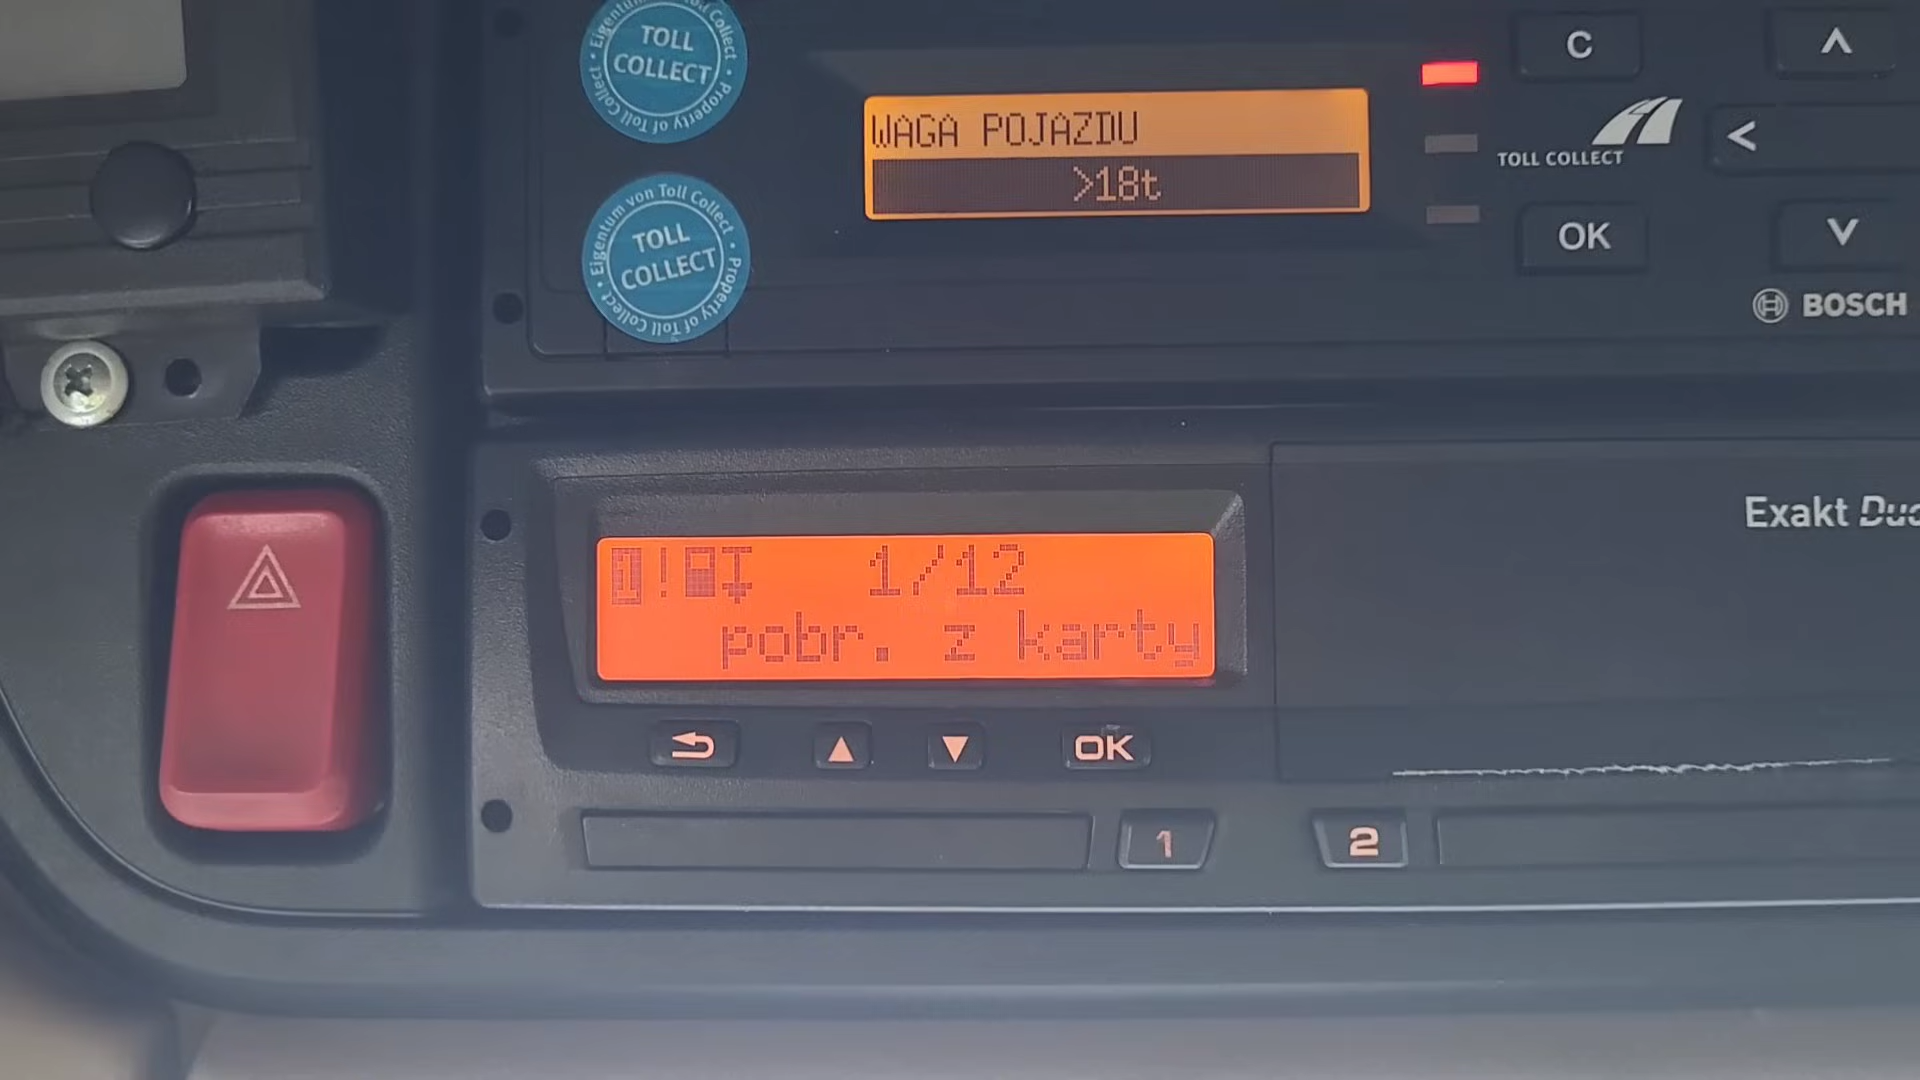 Eigentum von Toll Collect • Property of Toll Collect •
TOLL
COLLECT
Eigentum von Toll Collect • Property of Toll Collect •
TOLL
COLLECT
WAGA POJAZDU
>18t
C
TOLL COLLECT
OK
BOSCH
Exakt Duo
1! 1/12
pobr. z karty
OK
1
2